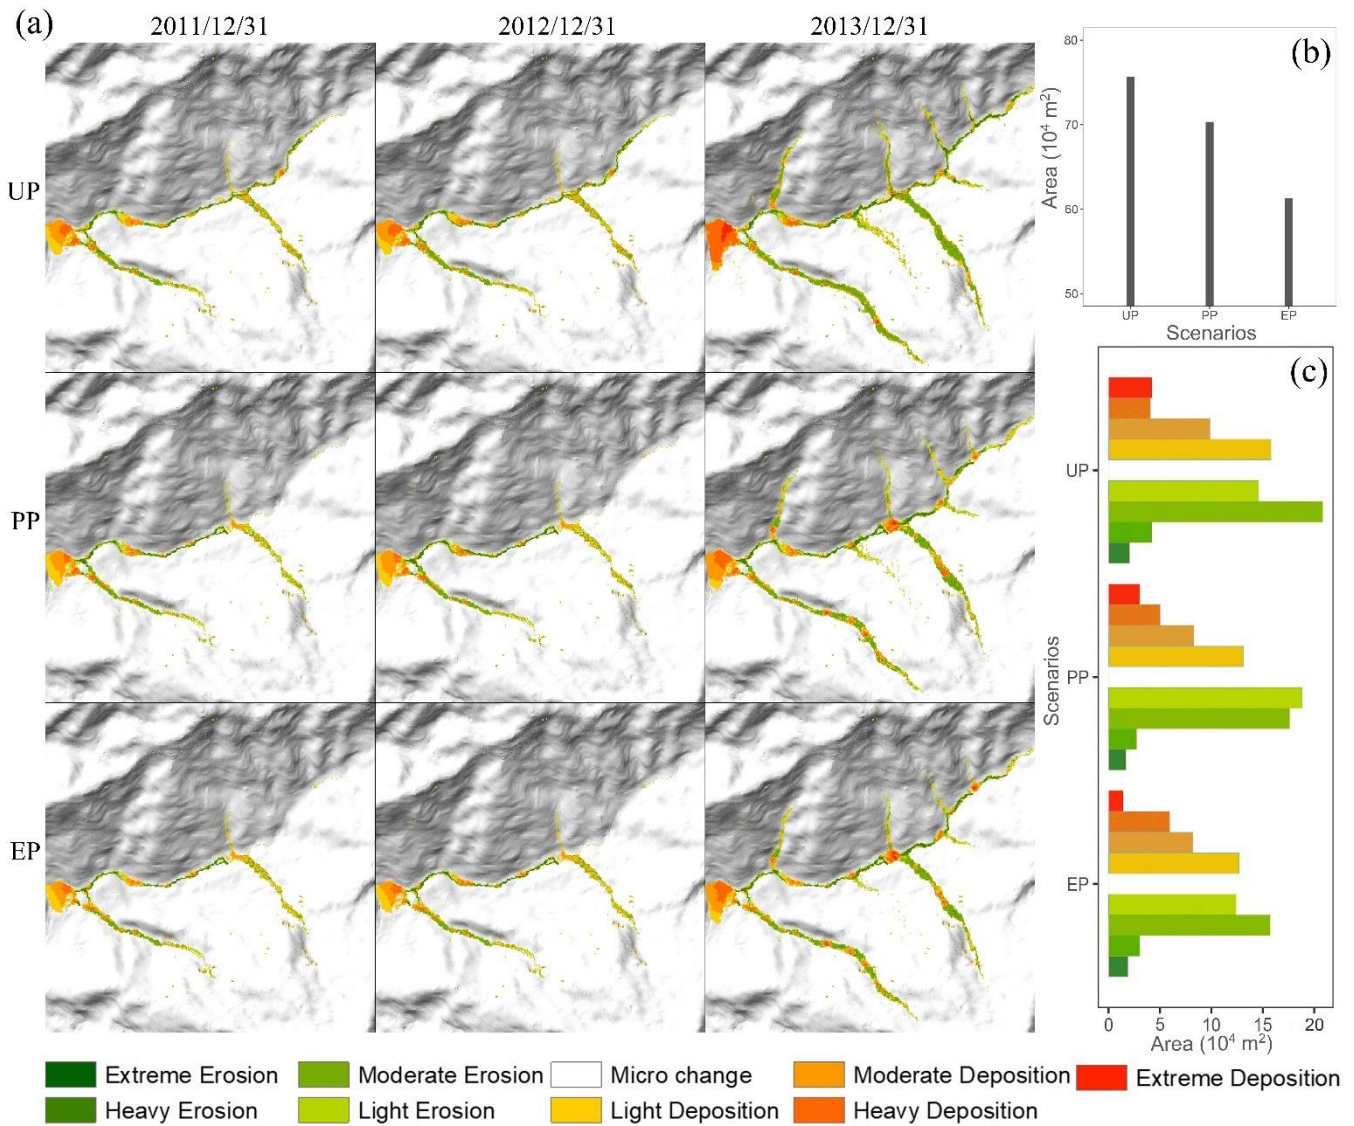 (a)
2011/12/31
2012/12/31
2013/12/31
UP
PP
EP
(b)
80
70
60
50
Area (10⁴ m²)
UP
PP
EP
Scenarios
(c)
UP
PP
EP
Scenarios
0
5
10
15
20
Area (10⁴ m²)
Extreme Erosion
Moderate Erosion
Micro change
Moderate Deposition
Extreme Deposition
Heavy Erosion
Light Erosion
Light Deposition
Heavy Deposition